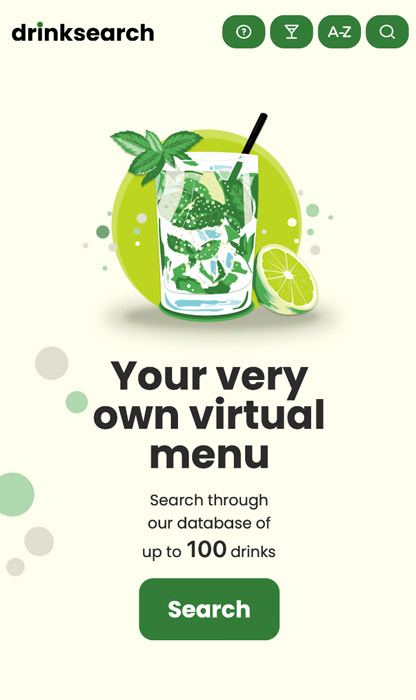 drinksearch
A-Z
Your very
own virtual
menu
Search through
our database of
up to 100 drinks
Search